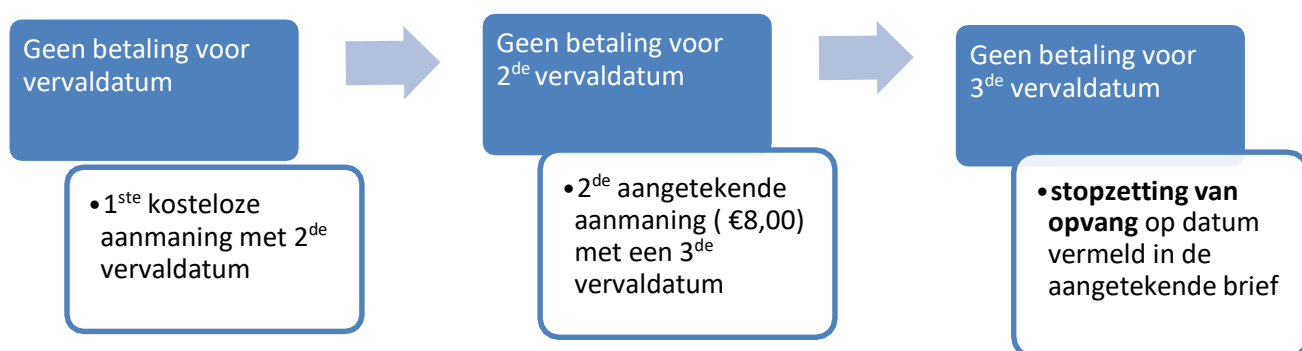 Geen betaling voor
vervaldatum
•1ste kosteloze
aanmaning met 2de
vervaldatum
Geen betaling voor
2de vervaldatum
•2de aangetekende
aanmaning ( €8,00)
met een 3de
vervaldatum
Geen betaling voor
3de vervaldatum
•stopzetting van
opvang op datum
vermeld in de
aangetekende brief